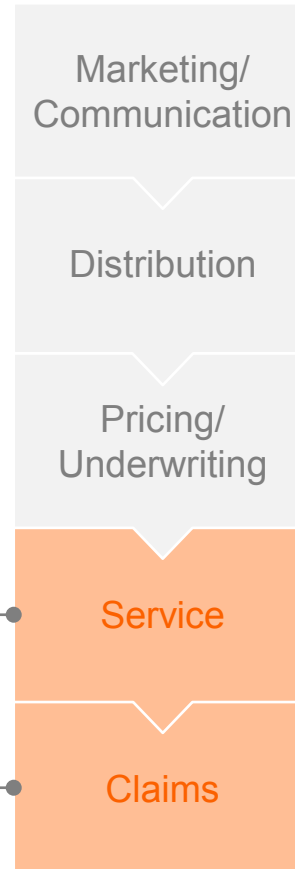 Marketing/
Communication
Distribution
Pricing/
Underwriting
Service
Claims